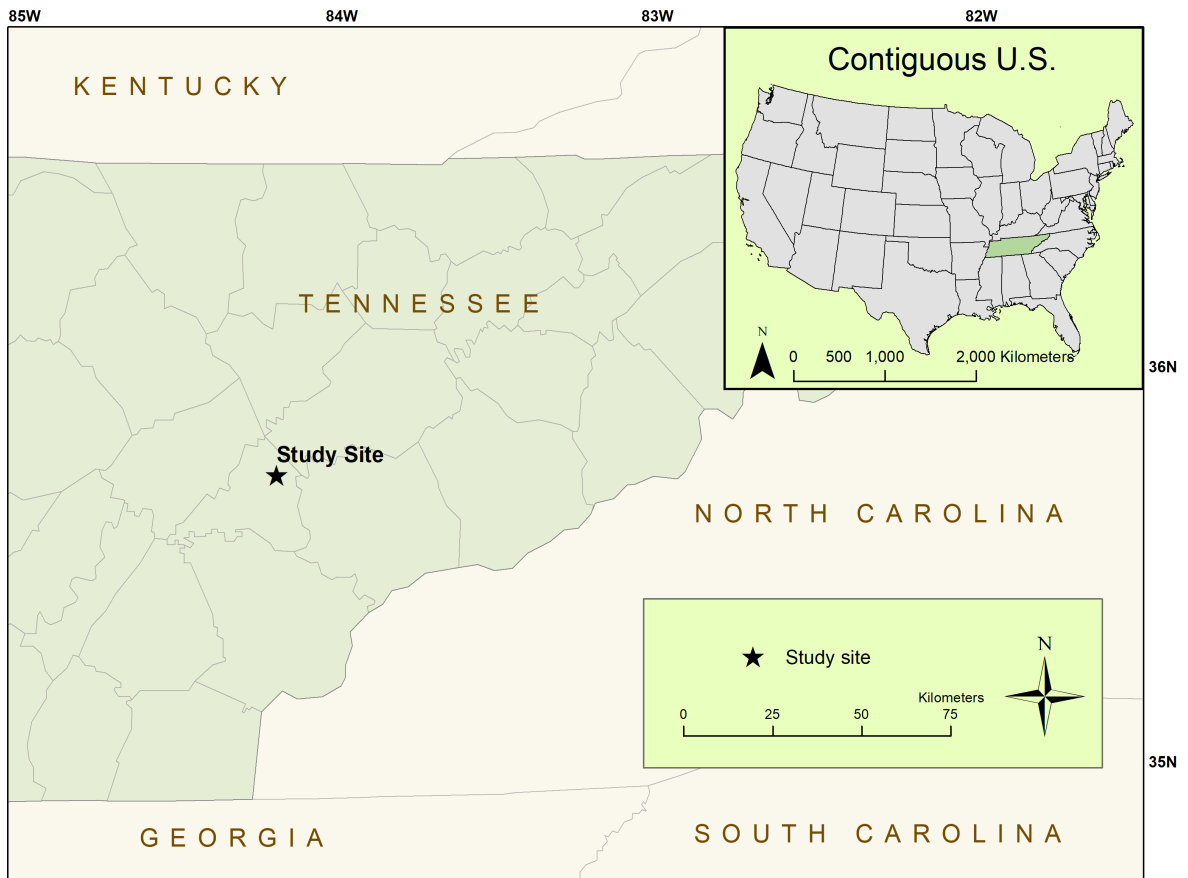 85W 84W 83W 82W
KENTUCKY
Contiguous U.S.
TENNESSEE
N
0 500 1,000 2,000 Kilometers
36N
Study Site
NORTH CAROLINA
N
Study site
Kilometers
0 25 50 75
35N
GEORGIA
SOUTH CAROLINA